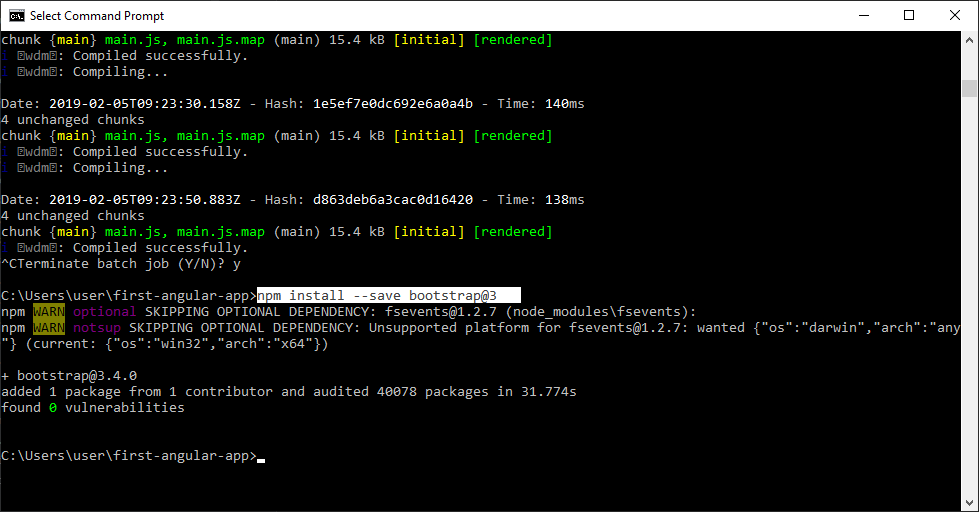 Select Command Prompt
chunk {main} main.js, main.js.map (main) 15.4 kB [initial] [rendered]
i ｢wdm｣: Compiled successfully.
i ｢wdm｣: Compiling...
Date: 2019-02-05T09:23:30.158Z - Hash: 1e5ef7e0dc692e6a0a4b - Time: 140ms
4 unchanged chunks
chunk {main} main.js, main.js.map (main) 15.4 kB [initial] [rendered]
i ｢wdm｣: Compiled successfully.
i ｢wdm｣: Compiling...
Date: 2019-02-05T09:23:50.883Z - Hash: d863deb6a3cac0d16420 - Time: 138ms
4 unchanged chunks
chunk {main} main.js, main.js.map (main) 15.4 kB [initial] [rendered]
i ｢wdm｣: Compiled successfully.
^CTerminate batch job (Y/N)? y
C:\Users\user\first-angular-app>npm install --save bootstrap@3
npm WARN optional SKIPPING OPTIONAL DEPENDENCY: fsevents@1.2.7 (node_modules\fsevents):
npm WARN notsup SKIPPING OPTIONAL DEPENDENCY: Unsupported platform for fsevents@1.2.7: wanted {"os":"darwin","arch":"any
"} (current: {"os":"win32","arch":"x64"})
+ bootstrap@3.4.0
added 1 package from 1 contributor and audited 40078 packages in 31.774s
found 0 vulnerabilities
C:\Users\user\first-angular-app>